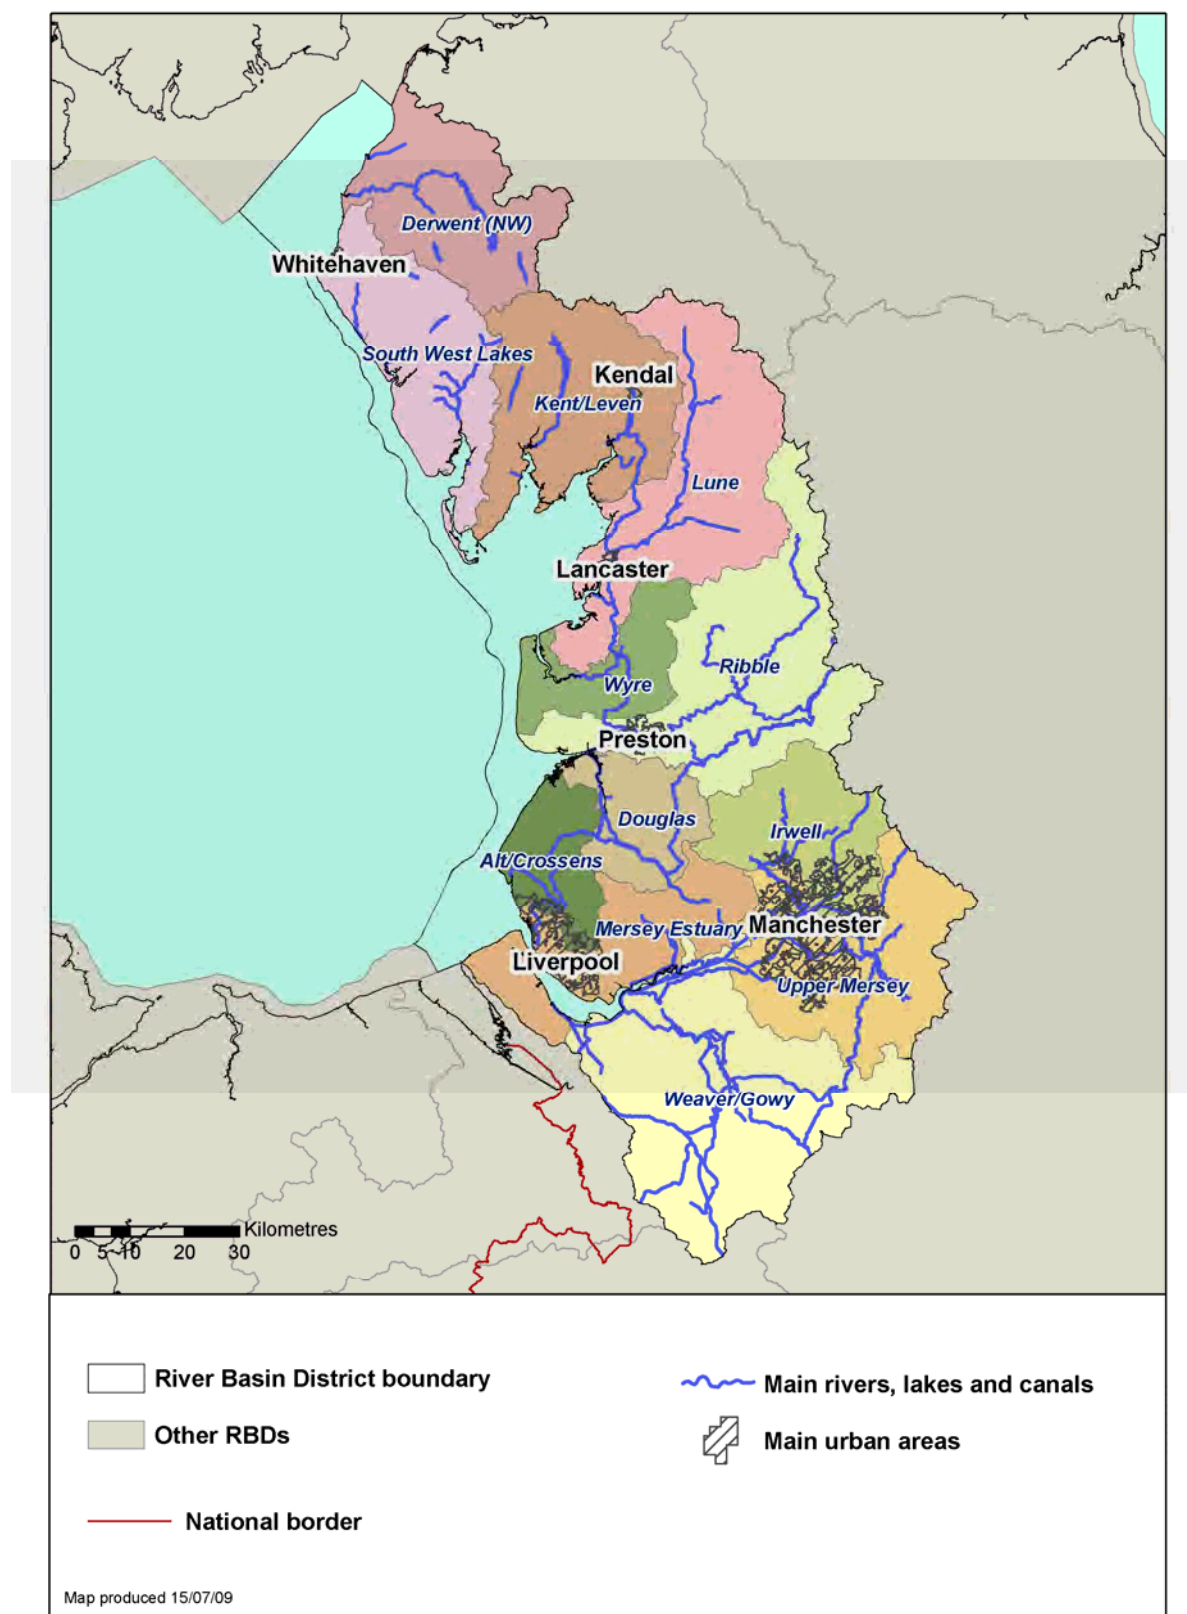 Derwent (NW)
Whitehaven
South West Lakes
Kendal
Kent/Leven
Lune
Lancaster
Ribble
Wyre
Preston
Douglas
Irwell
Alt/Crossens
Mersey Estuary
Manchester
Liverpool
Upper Mersey
Weaver/Gowy
Kilometres
0 5 10 20 30
River Basin District boundary
Main rivers, lakes and canals
Other RBDs
Main urban areas
National border
Map produced 15/07/09